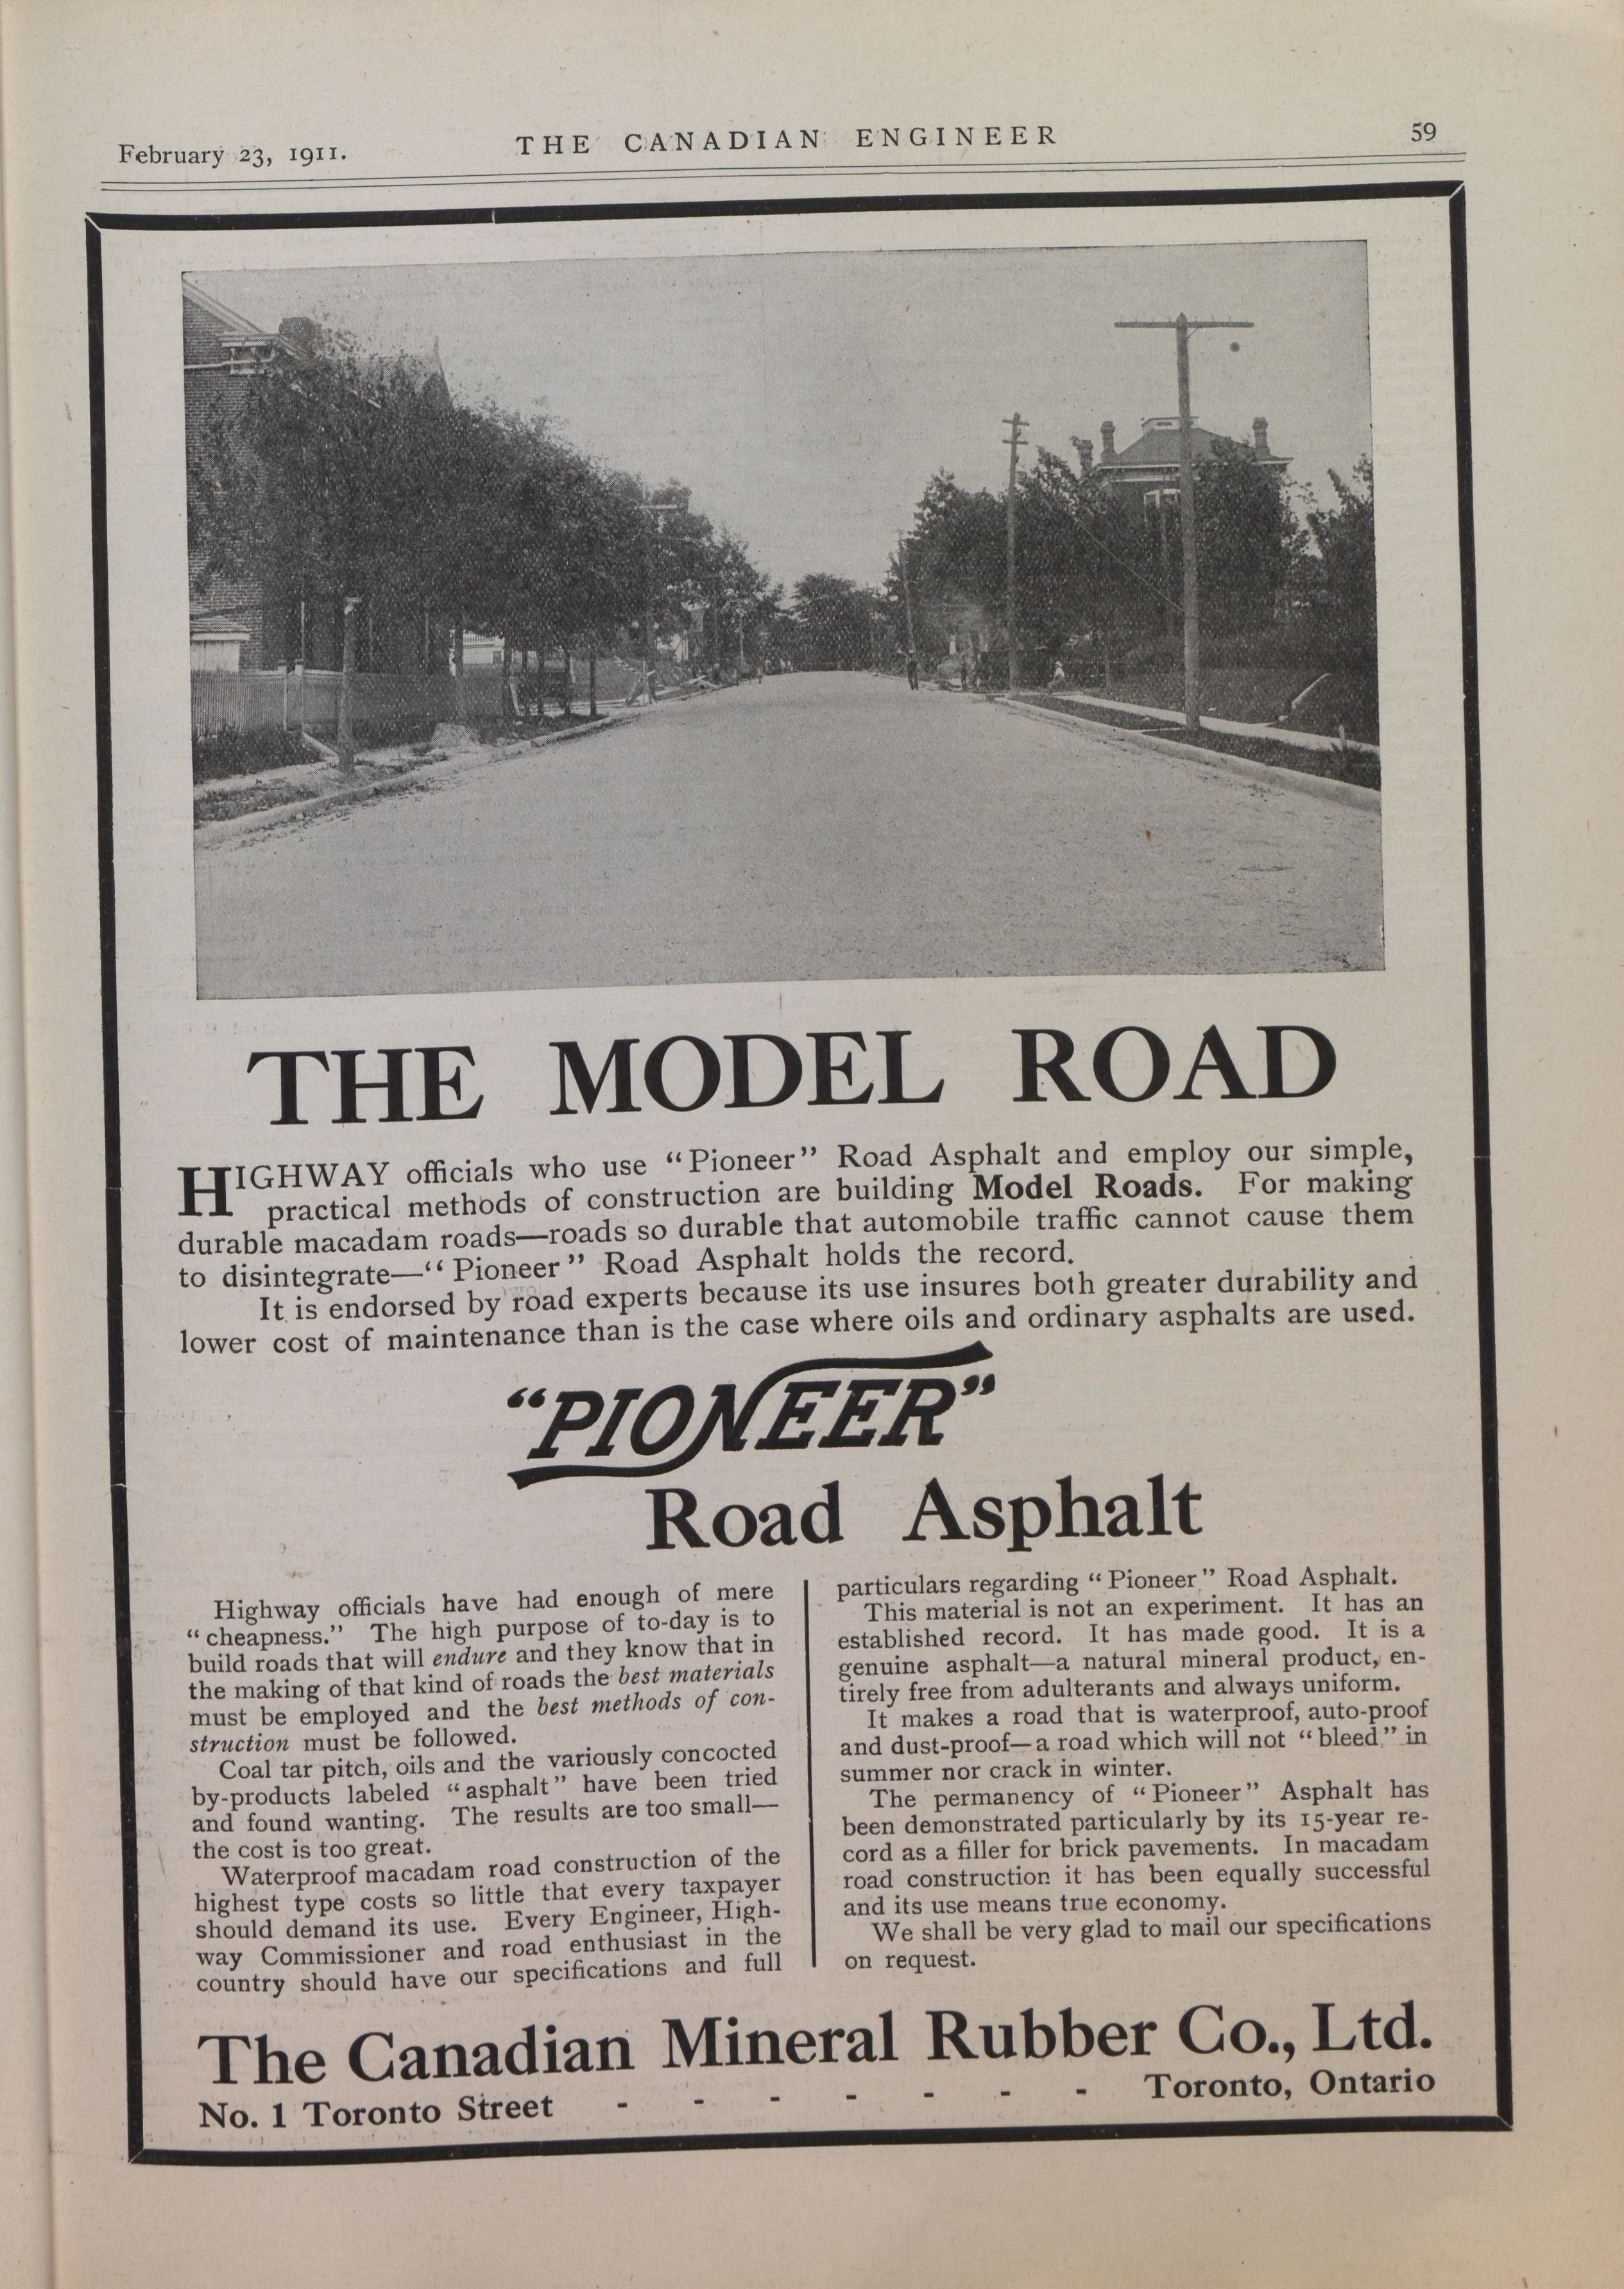 February 23, 1911.
THE CANADIAN ENGINEER
59
THE MODEL ROAD
HIGHWAY officials who use “Pioneer” Road Asphalt and employ our simple,
practical methods of construction are building Model Roads. For making
durable macadam roads—roads so durable that automobile traffic cannot cause them
to disintegrate—“Pioneer” Road Asphalt holds the record.
It is endorsed by road experts because its use insures both greater durability and
lower cost of maintenance than is the case where oils and ordinary asphalts are used.
“PIONEER”
Road Asphalt
Highway officials have had enough of mere
“cheapness.” The high purpose of to-day is to
build roads that will endure and they know that in
the making of that kind of roads the best materials
must be employed and the best methods of con-
struction must be followed.
Coal tar pitch, oils and the variously concocted
by-products labeled “asphalt” have been tried
and found wanting. The results are too small—
the cost is too great.
Waterproof macadam road construction of the
highest type costs so little that every taxpayer
should demand its use. Every Engineer, High-
way Commissioner and road enthusiast in the
country should have our specifications and full
particulars regarding “Pioneer” Road Asphalt.
This material is not an experiment. It has an
established record. It has made good. It is a
genuine asphalt—a natural mineral product, en-
tirely free from adulterants and always uniform.
It makes a road that is waterproof, auto-proof
and dust-proof—a road which will not “bleed” in
summer nor crack in winter.
The permanency of “Pioneer” Asphalt has
been demonstrated particularly by its 15-year re-
cord as a filler for brick pavements. In macadam
road construction it has been equally successful
and its use means true economy.
We shall be very glad to mail our specifications
on request.
The Canadian Mineral Rubber Co., Ltd.
No. 1 Toronto Street - - - - - - - Toronto, Ontario